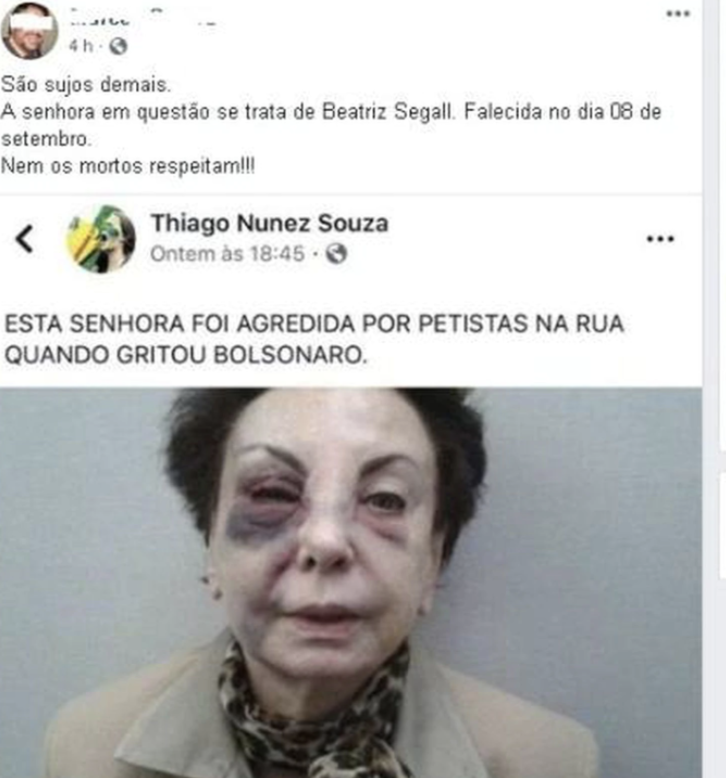 4 h ·
São sujos demais.
A senhora em questão se trata de Beatriz Segall. Falecida no dia 08 de
setembro.
Nem os mortos respeitam!!!
Thiago Nunez Souza
Ontem às 18:45 ·
ESTA SENHORA FOI AGREDIDA POR PETISTAS NA RUA
QUANDO GRITOU BOLSONARO.